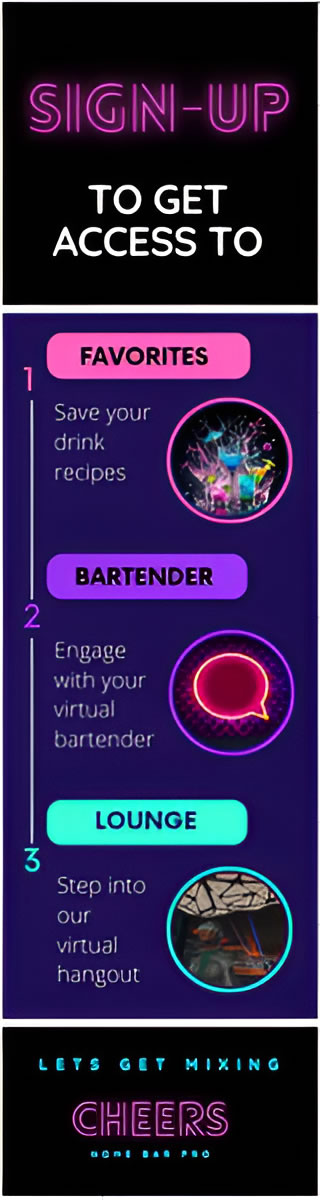 SIGN-UP
TO GET
ACCESS TO
FAVORITES
1
Save your
drink
recipes
BARTENDER
2
Engage
with your
virtual
bartender
LOUNGE
3
Step into
our
virtual
hangout
LETS GET MIXING
CHEERS
HOME BAR PRO